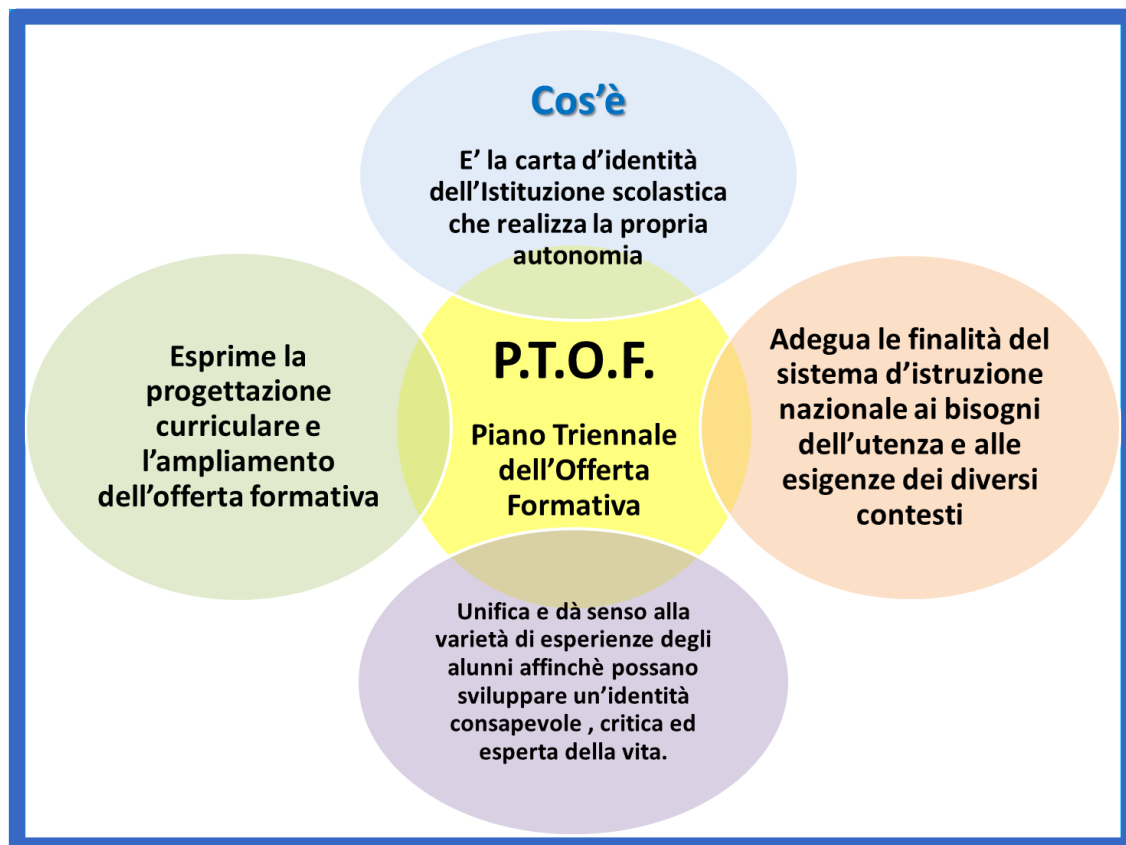 Cos'è
E' la carta d'identità
dell'Istituzione scolastica
che realizza la propria
autonomia
Esprime la
progettazione
curriculare e
l'ampliamento
dell'offerta formativa
P.T.O.F.
Piano Triennale
dell'Offerta
Formativa
Adegua le finalità del
sistema d'istruzione
nazionale ai bisogni
dell'utenza e alle
esigenze dei diversi
contesti
Unifica e dà senso alla
varietà di esperienze degli
alunni affinchè possano
sviluppare un'identità
consapevole , critica ed
esperta della vita.